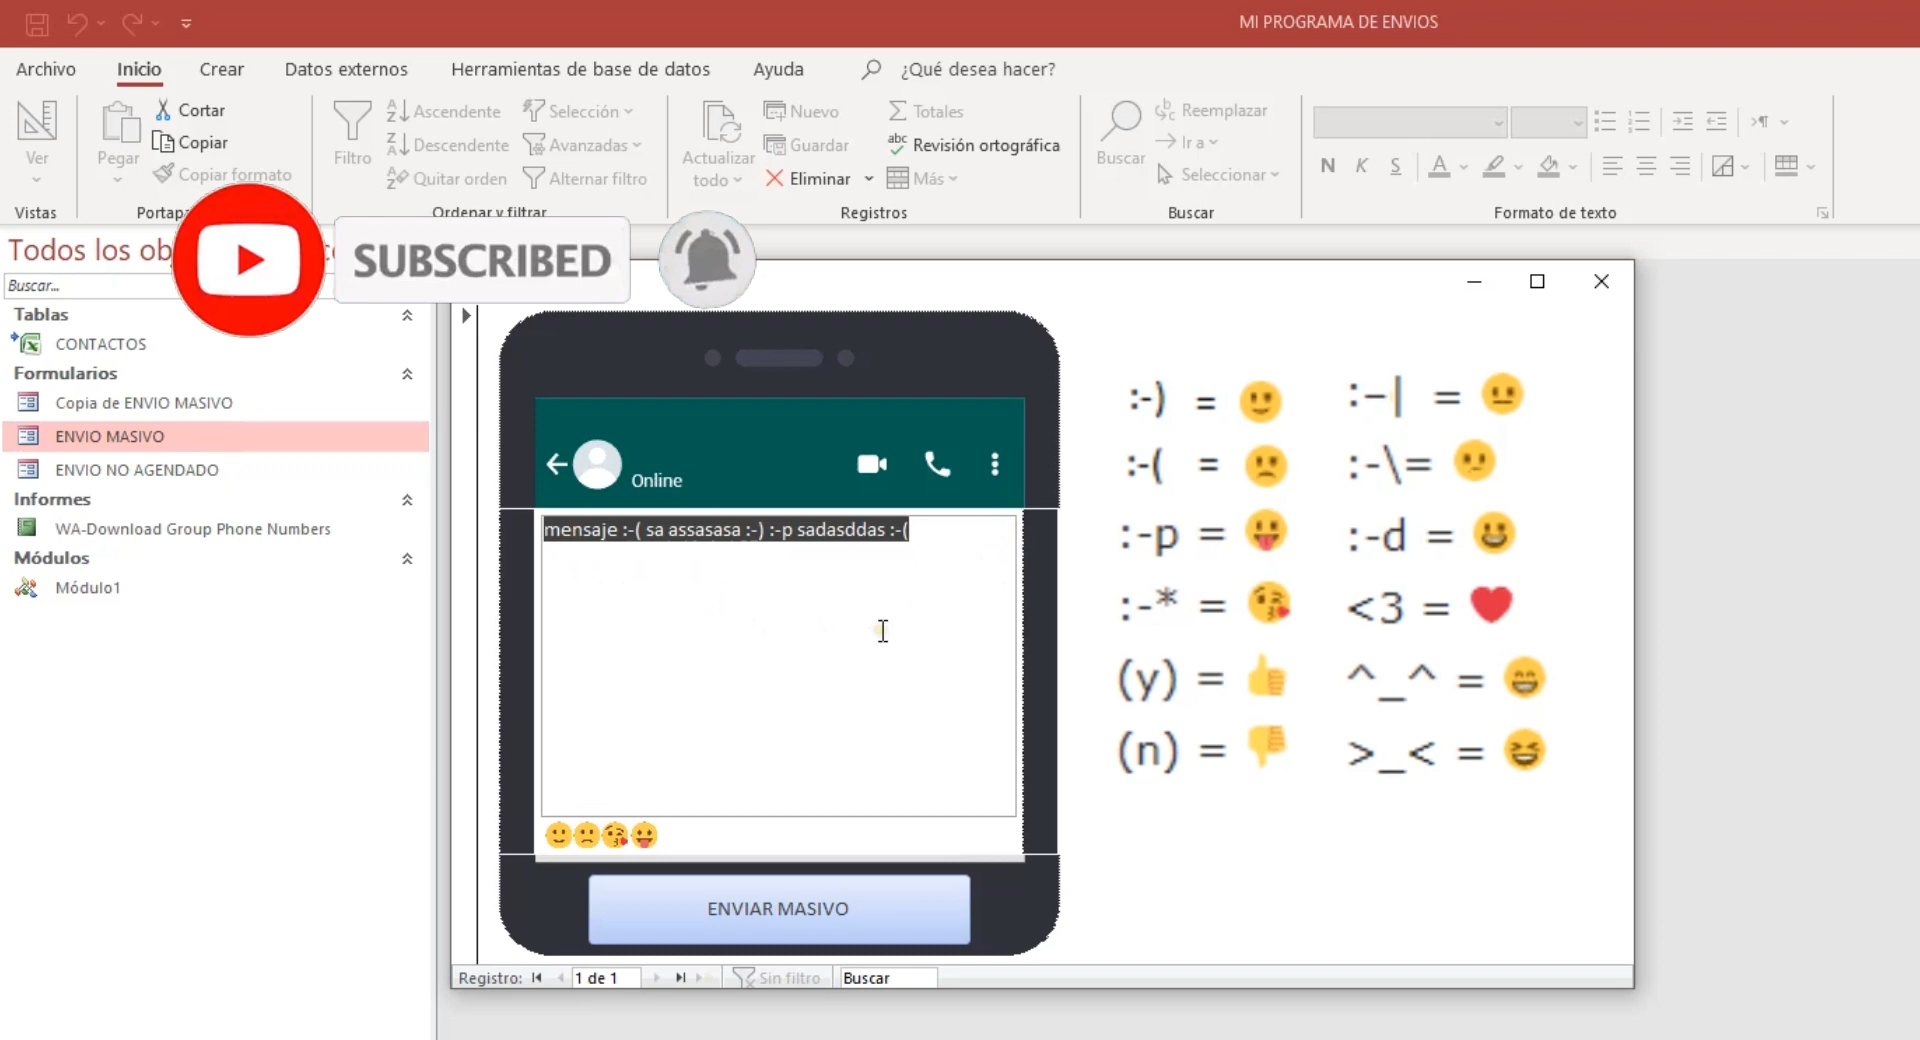 MI PROGRAMA DE ENVIOS
Archivo Inicio Crear Datos externos Herramientas de base de datos Ayuda ¿Qué desea hacer?
Ver
Pegar
Cortar
Copiar
Copiar formato
Filtro
Ascendente
Descendente
Quitar orden
Selección
Avanzadas
Alternar filtro
Actualizar
todo
Nuevo
Guardar
Eliminar
Totales
Revisión ortográfica
Más
Buscar
Reemplazar
Ir a
Seleccionar
N K S
Vistas
Ordenar y filtrar
Registros
Buscar
Formato de texto
SUBSCRIBED
Todos los
Buscar...
Tablas
CONTACTOS
Formularios
Copia de ENVIO MASIVO
ENVIO MASIVO
ENVIO NO AGENDADO
Informes
WA-Download Group Phone Numbers
Módulos
Módulo1
Online
mensaje :-( sa assasasa :-) :-p sadasddas :-(
ENVIAR MASIVO
:-) = 🙂 :-| = 😐
:-( = 🙁 :-\= 🫤
:-p = 😛 :-d = 😀
:-* = 😘 <3 = ❤
(y) = 👍 ^_^ = 😄
(n) = 👎 >_< = 😆
Registro: 1 de 1 Sin filtro Buscar